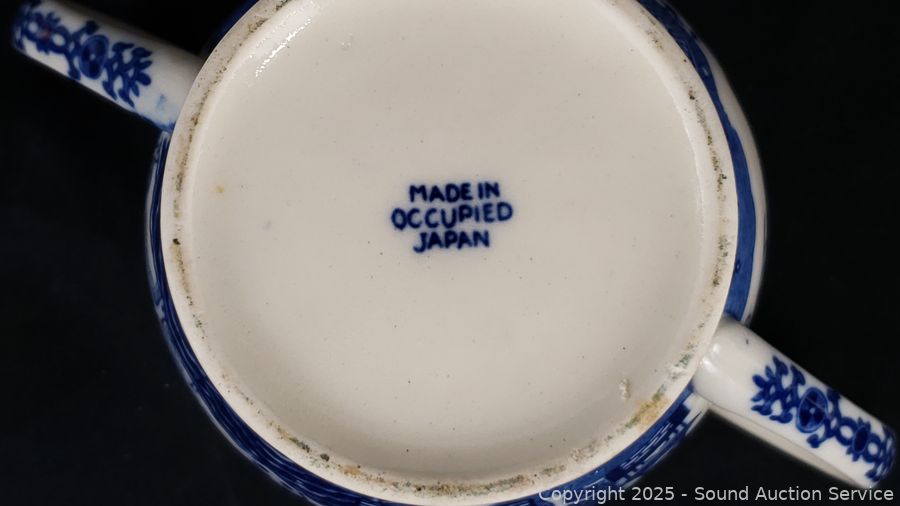 MADE IN
OCCUPIED
JAPAN
Copyright 2025 - Sound Auction Service